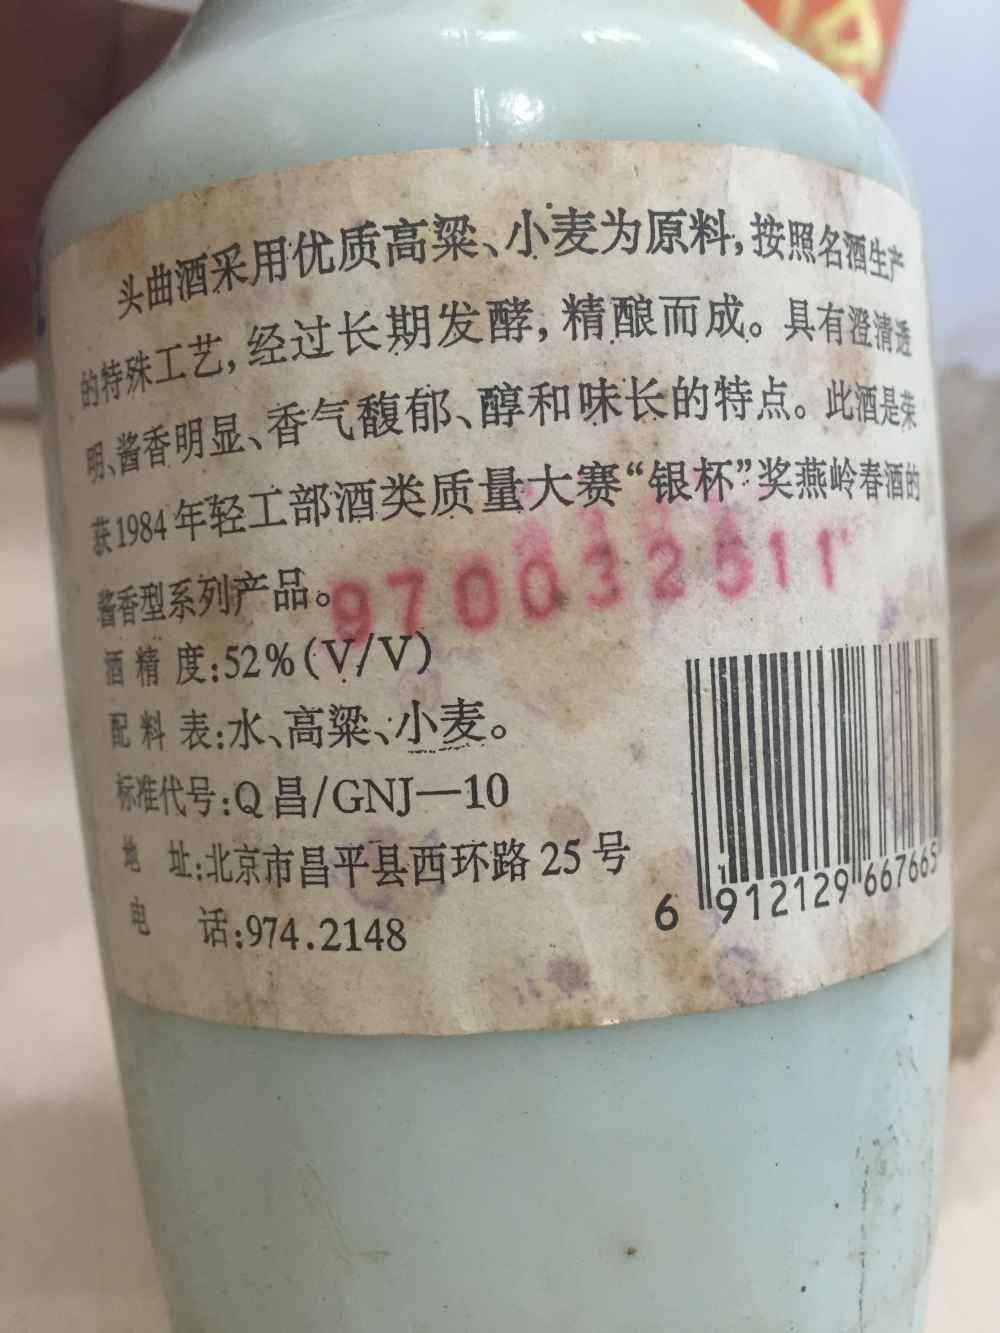 头曲酒采用优质高粱、小麦为原料,按照名酒生产
的特殊工艺,经过长期发酵,精酿而成。具有澄清透
明、酱香明显、香气馥郁、醇和味长的特点。此酒是荣
获1984年轻工部酒类质量大赛“银杯”奖燕岭春酒的
酱香型系列产品。
酒精度:52%(V/V)
配料表:水、高粱、小麦。
标准代号:Q昌/GNJ—10
地址:北京市昌平县西环路25号
电话:974.2148
6 912129 667665